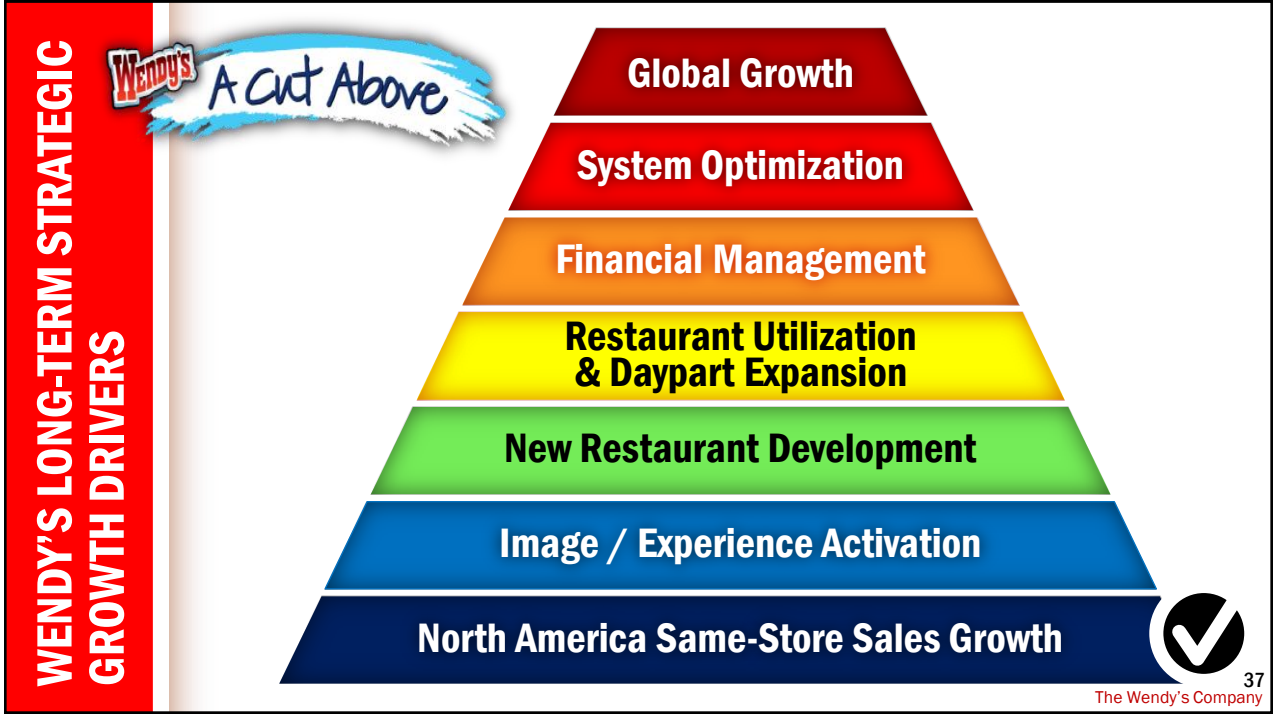 WENDY'S LONG-TERM STRATEGIC
GROWTH DRIVERS
Wendy's
A Cut Above
Global Growth
System Optimization
Financial Management
Restaurant Utilization
& Daypart Expansion
New Restaurant Development
Image / Experience Activation
North America Same-Store Sales Growth
37
The Wendy's Company